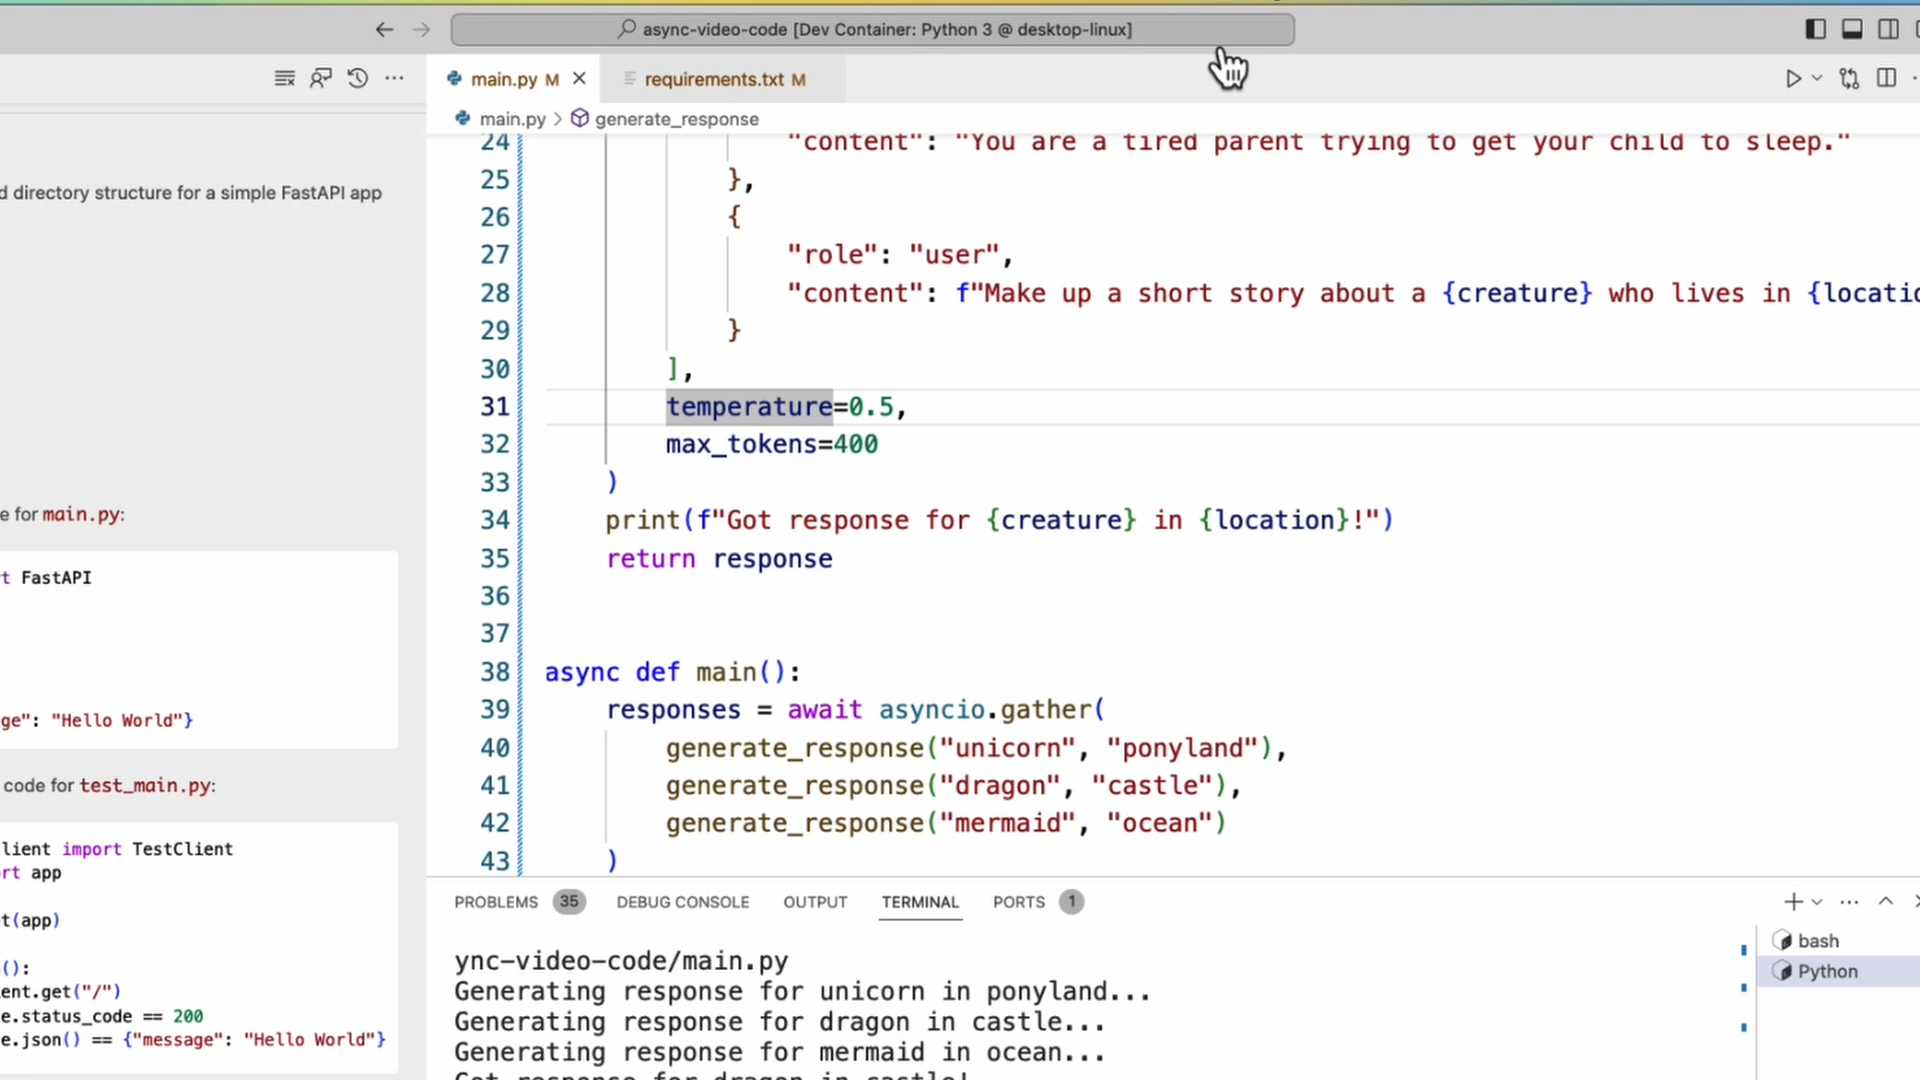 async-video-code [Dev Container: Python 3 @ desktop-linux]
main.py M
requirements.txt M
main.py > generate_response
d directory structure for a simple FastAPI app
e for main.py:
t FastAPI
ge": "Hello World"}
code for test_main.py:
lient import TestClient
rt app
t(app)
():
ent.get("/")
e.status_code == 200
e.json() == {"message": "Hello World"}
24 "content": "You are a tired parent trying to get your child to sleep."
25 },
26 {
27 "role": "user",
28 "content": f"Make up a short story about a {creature} who lives in {locatio
29 }
30 ],
31 temperature=0.5,
32 max_tokens=400
33 )
34 print(f"Got response for {creature} in {location}!")
35 return response
36
37
38 async def main():
39 responses = await asyncio.gather(
40 generate_response("unicorn", "ponyland"),
41 generate_response("dragon", "castle"),
42 generate_response("mermaid", "ocean")
43 )
PROBLEMS 35 DEBUG CONSOLE OUTPUT TERMINAL PORTS 1
ync-video-code/main.py
Generating response for unicorn in ponyland...
Generating response for dragon in castle...
Generating response for mermaid in ocean...
Got response for dragon in castle!
bash
Python